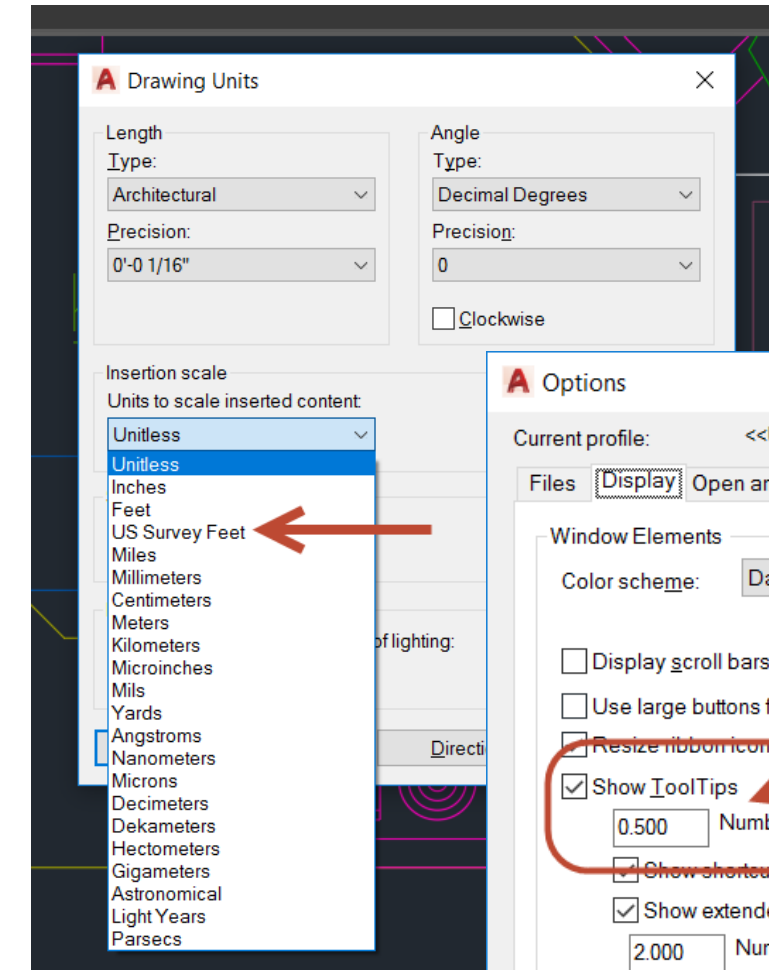 Drawing Units
Length
Type:
Architectural
Precision:
0'-0 1/16"
Angle
Type:
Decimal Degrees
Precision:
0
Clockwise
Insertion scale
Units to scale inserted content:
Unitless
Unitless
Inches
Feet
US Survey Feet
Miles
Millimeters
Centimeters
Meters
Kilometers
Microinches
Mils
Yards
Angstroms
Nanometers
Microns
Decimeters
Dekameters
Hectometers
Gigameters
Astronomical
Light Years
Parsecs
of lighting:
Options
Current profile:
Files Display Open
Window Elements
Color scheme:
Display scroll bars
Use large buttons
Resize ribbon
Show ToolTips
0.500
Show
Show
2.000